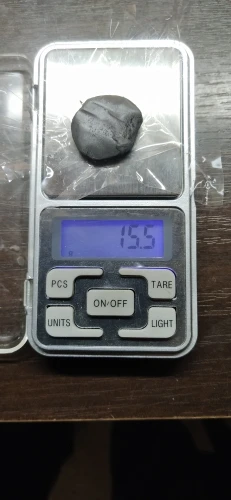 15.5
PCS
TARE
ON/OFF
UNITS
LIGHT